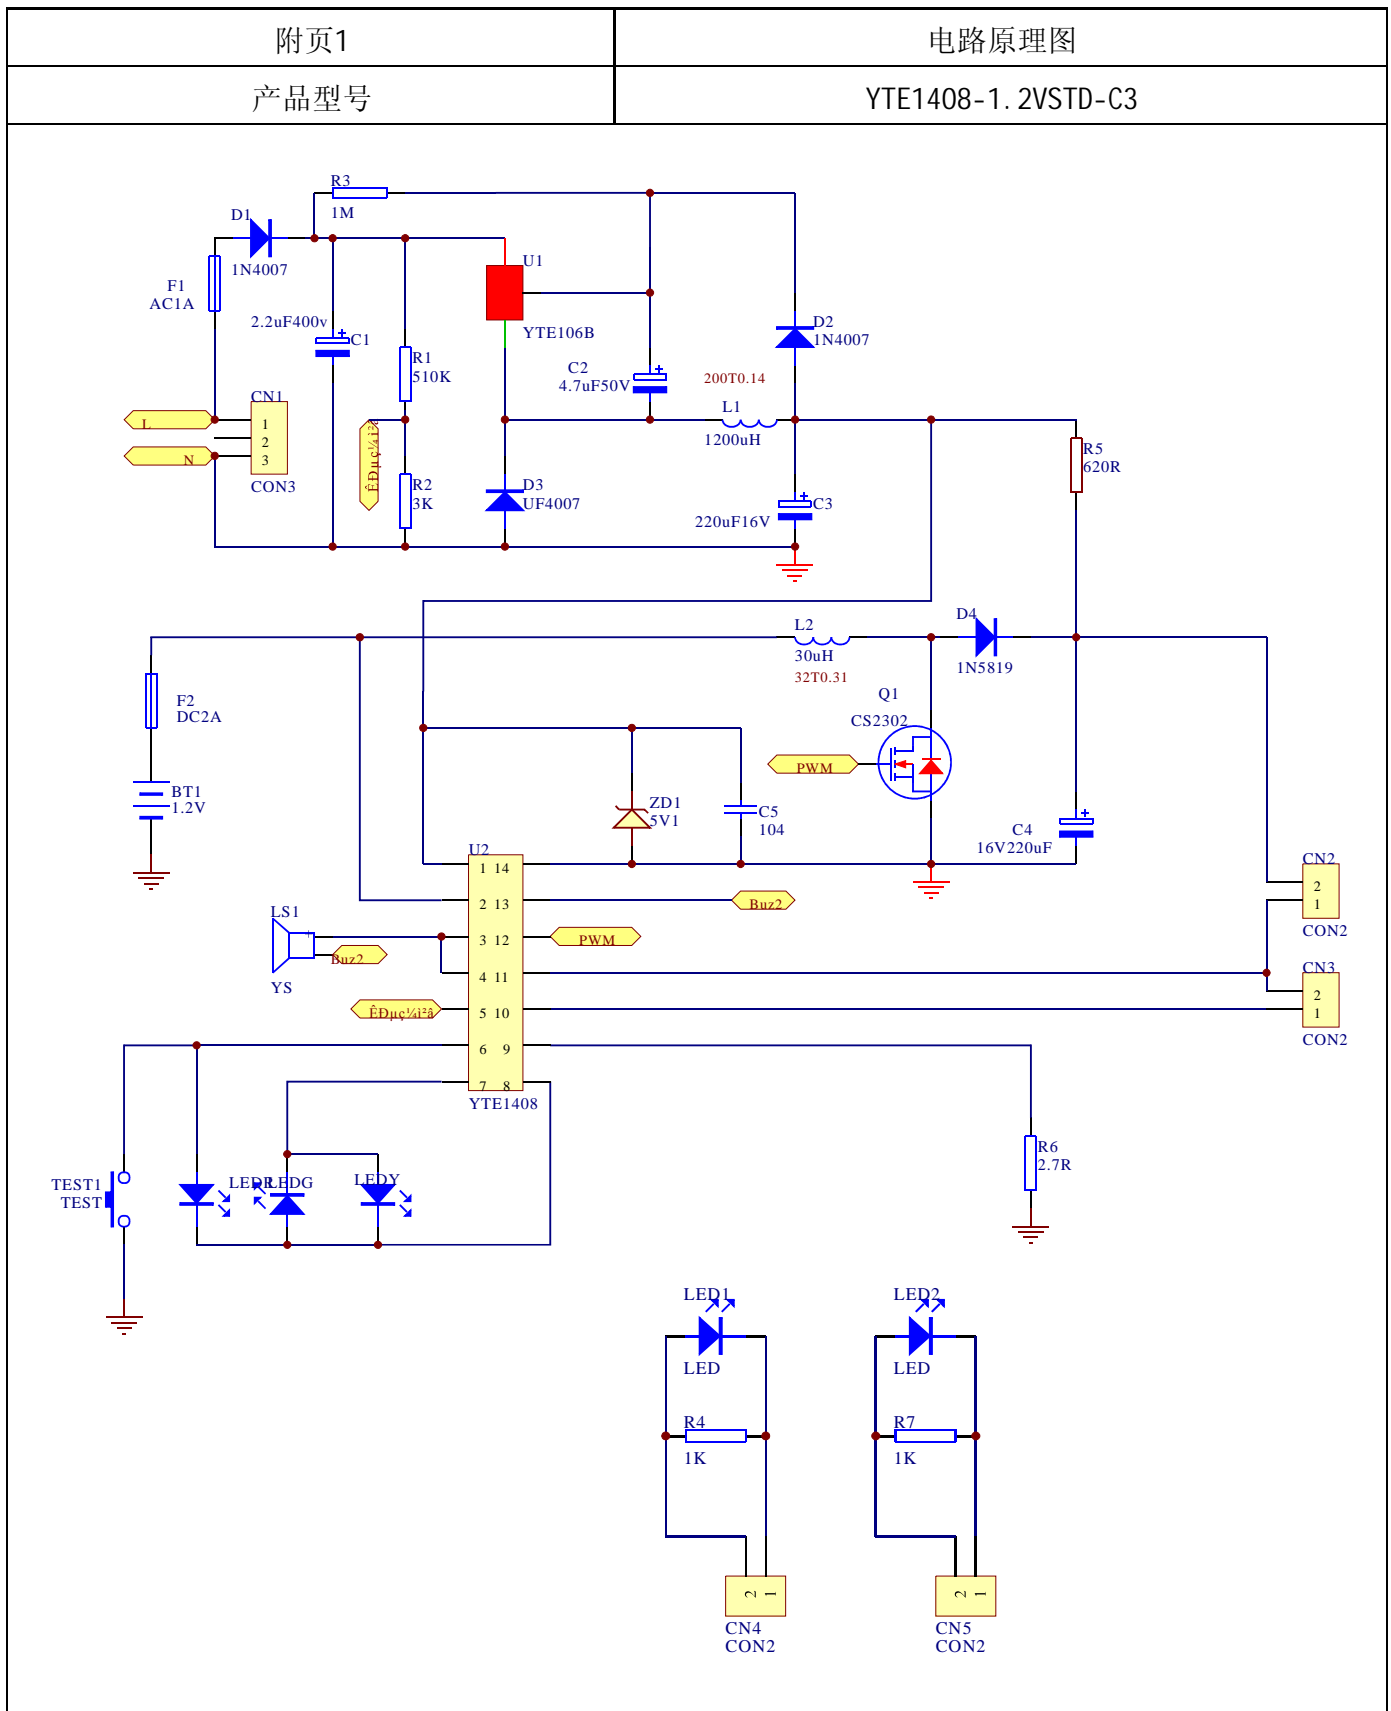 附页1
电路原理图
产品型号
YTE1408-1.2VSTD-C3
R3
1M
D1
1N4007
F1
AC1A
2.2uF400v
C1
U1
YTE106B
D2
1N4007
R1
510K
C2
4.7uF50V
200T0.14
L1
1200uH
CN1
1
2
3
CON3
L
N
ÊÐµç¼ì²â
R2
3K
D3
UF4007
C3
220uF16V
R5
620R
L2
30uH
32T0.31
D4
1N5819
Q1
CS2302
PWM
F2
DC2A
BT1
1.2V
ZD1
5V1
C5
104
C4
16V220uF
U2
1 14
2 13
3 12
4 11
5 10
6 9
7 8
YTE1408
Buz2
PWM
LS1
Buz2
YS
ÊÐµç¼ì²â
CN2
2
1
CON2
CN3
2
1
CON2
R6
2.7R
TEST1
TEST
LEDR
LEDG
LEDY
LED1
LED
R4
1K
2 1
CN4
CON2
LED2
LED
R7
1K
2 1
CN5
CON2